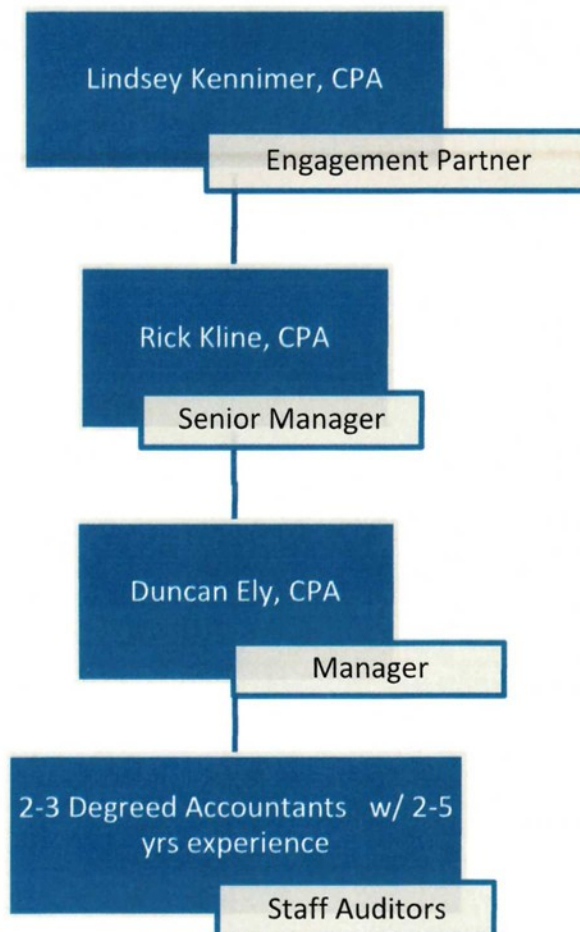 Lindsey Kennimer, CPA
Engagement Partner
Rick Kline, CPA
Senior Manager
Duncan Ely, CPA
Manager
2-3 Degreed Accountants w/ 2-5
yrs experience
Staff Auditors